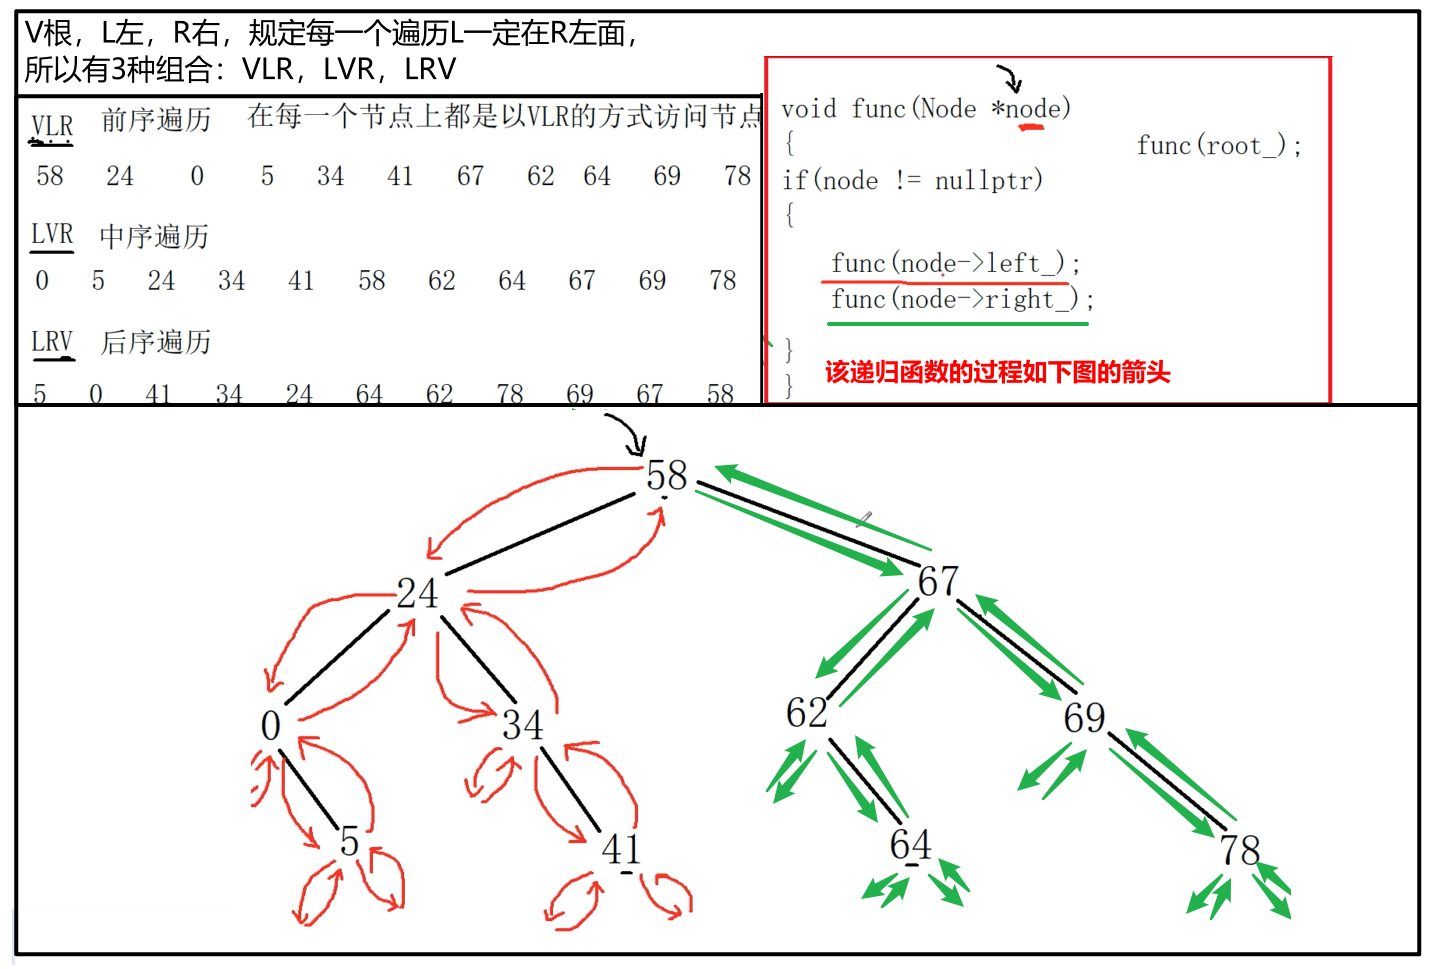 V根，L左，R右，规定每一个遍历L一定在R左面，
所以有3种组合：VLR，LVR，LRV
VLR 前序遍历 在每一个节点上都是以VLR的方式访问节点
58 24 0 5 34 41 67 62 64 69 78
LVR 中序遍历
0 5 24 34 41 58 62 64 67 69 78
LRV 后序遍历
5 0 41 34 24 64 62 78 69 67 58
void func(Node *node)
{ func(root_);
if(node != nullptr)
{
func(node->left_);
func(node->right_);
}
该递归函数的过程如下图的箭头
}
58
24 67
0 34 62 69
5 41 64 78